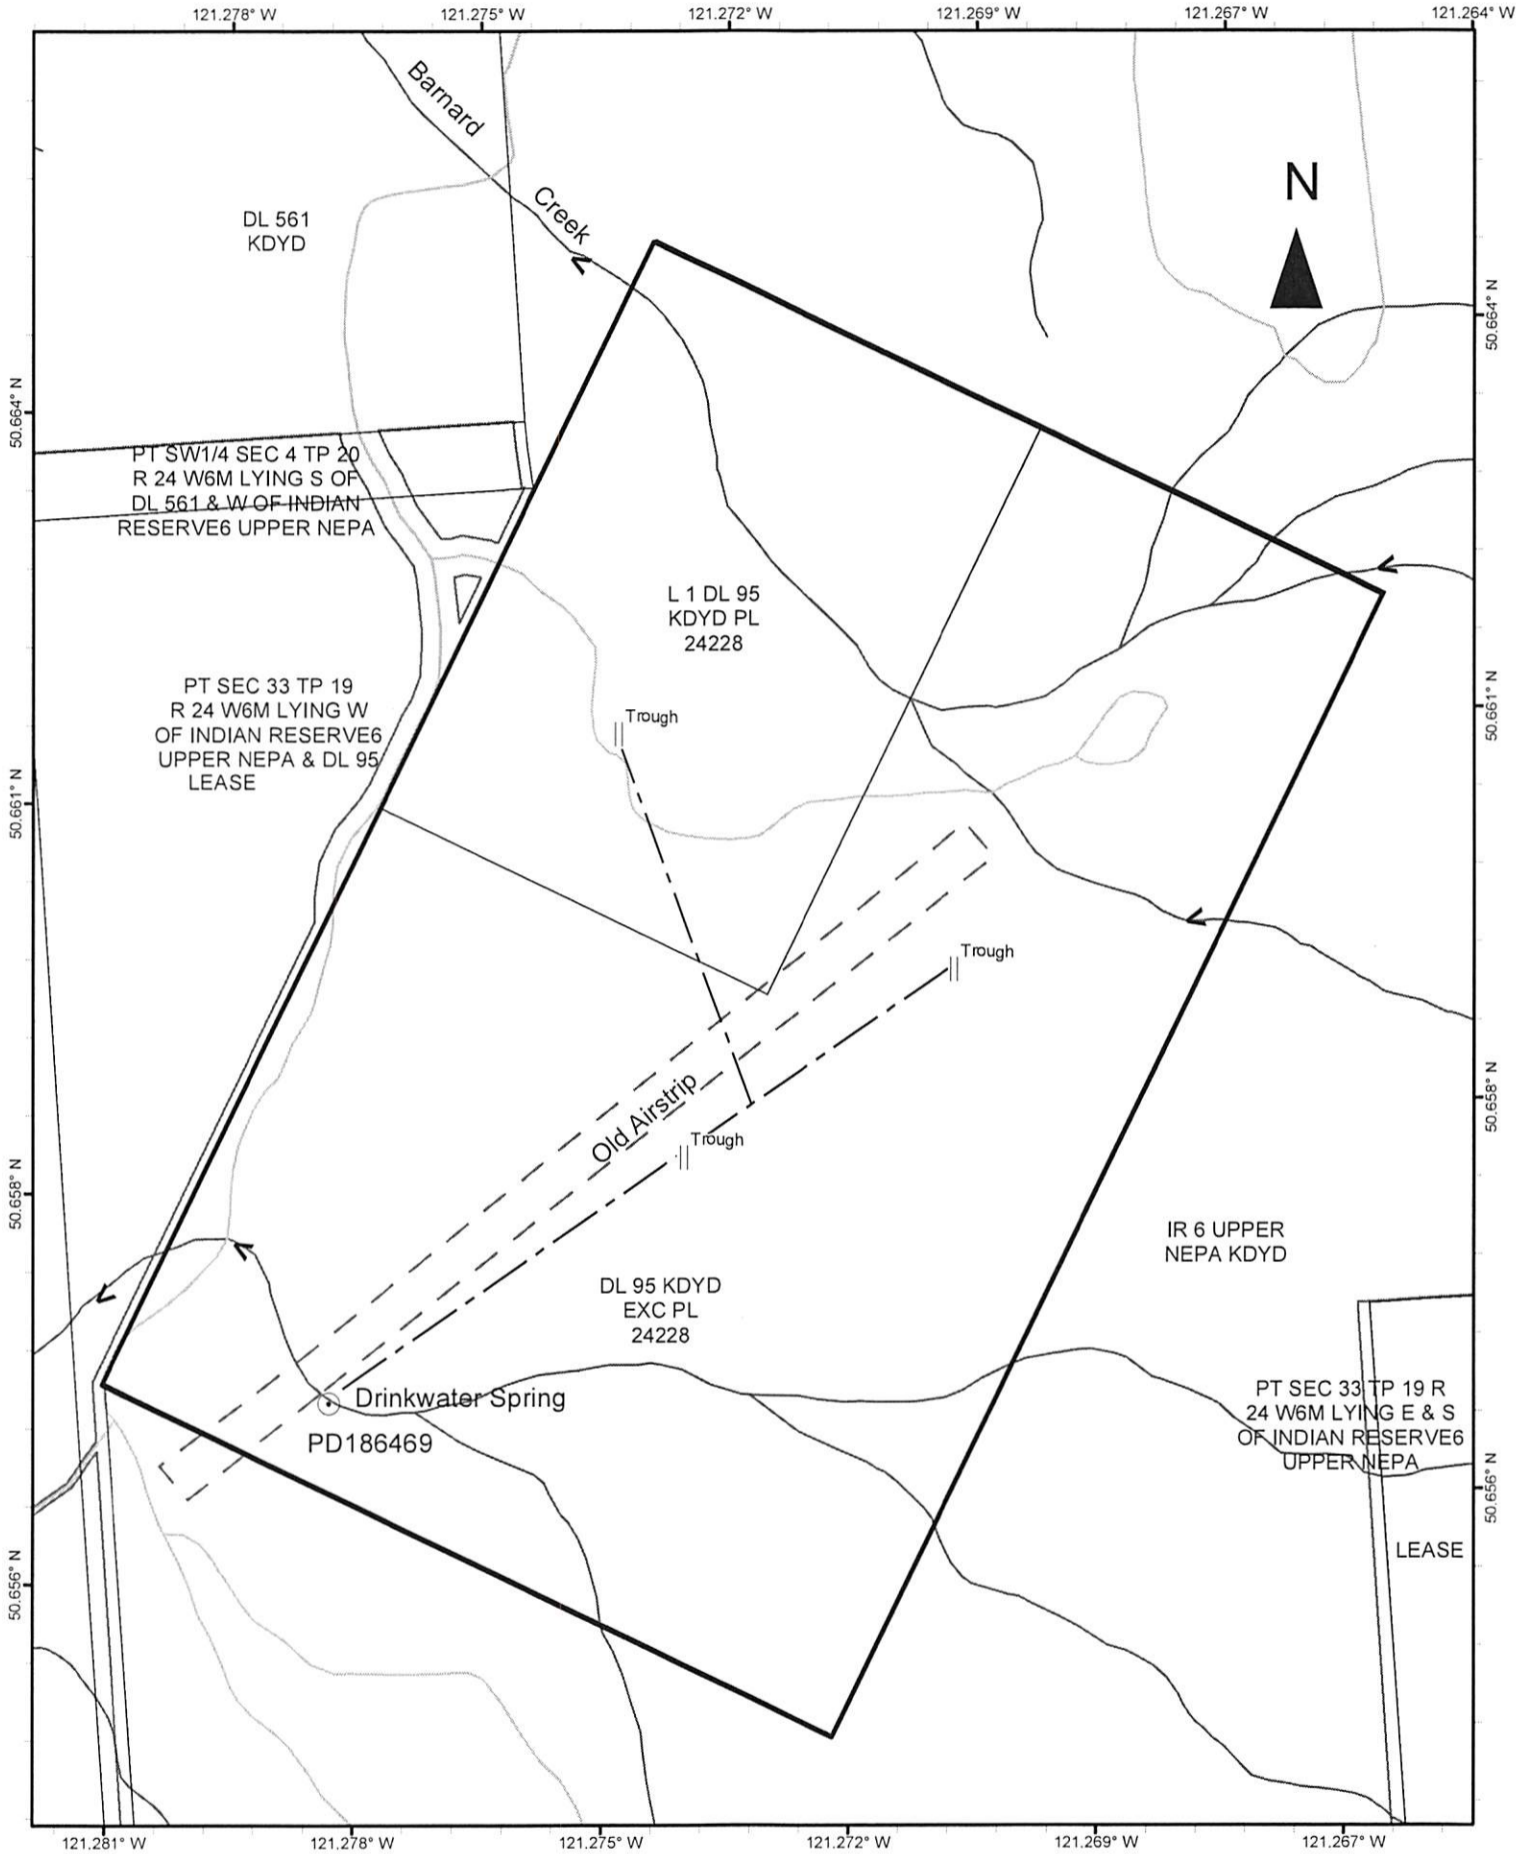 121.278° W
121.275° W
121.272° W
121.269° W
121.267° W
121.264° W
Barnard
Creek
N
DL 561
KDYD
50.664° N
50.664° N
PT SW1/4 SEC 4 TP 20
R 24 W6M LYING S OF
DL 561 & W OF INDIAN
RESERVE6 UPPER NEPA
L 1 DL 95
KDYD PL
24228
PT SEC 33 TP 19
R 24 W6M LYING W
OF INDIAN RESERVE6
UPPER NEPA & DL 95
LEASE
Trough
50.661° N
50.661° N
Trough
Old Airstrip
Trough
50.658° N
50.658° N
IR 6 UPPER
NEPA KDYD
DL 95 KDYD
EXC PL
24228
Drinkwater Spring
PD186469
PT SEC 33 TP 19 R
24 W6M LYING E & S
OF INDIAN RESERVE6
UPPER NEPA
LEASE
50.656° N
50.656° N
121.281° W
121.278° W
121.275° W
121.272° W
121.269° W
121.267° W